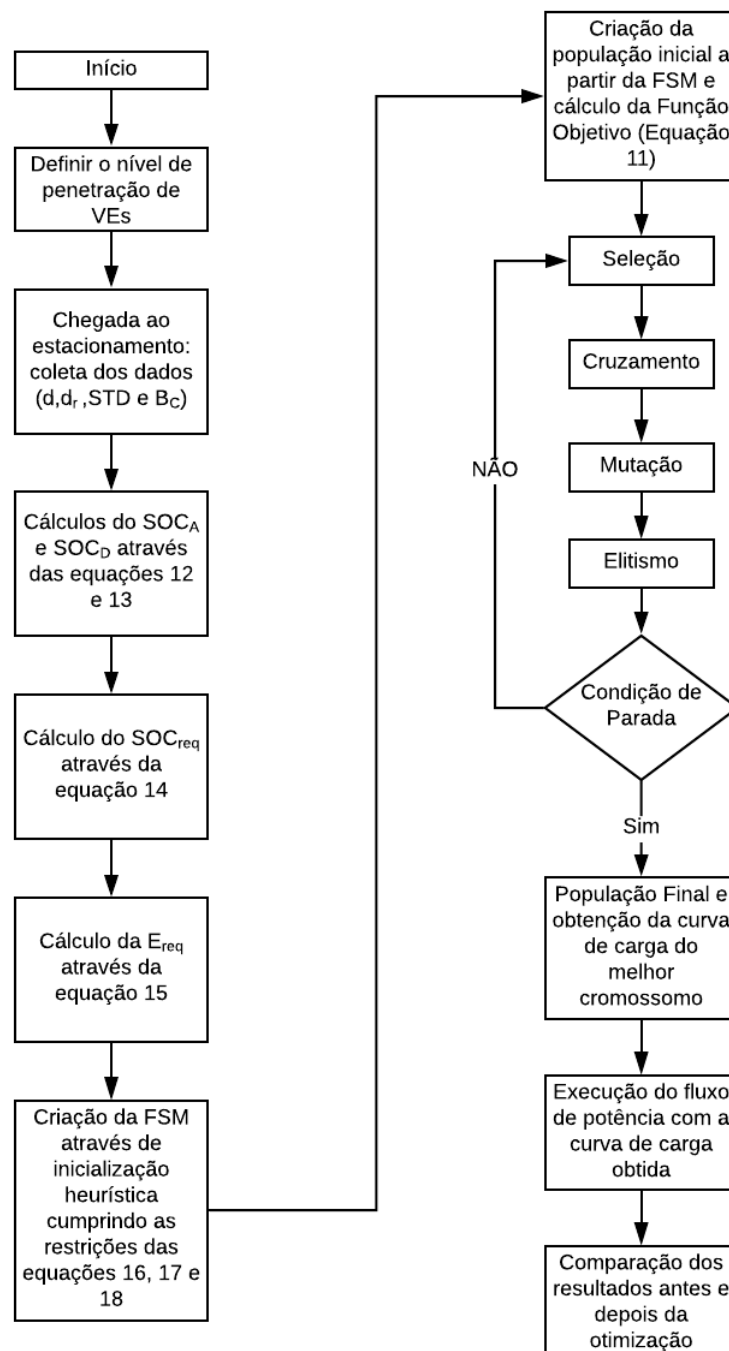 Início
Definir o nível de
penetração de
VEs
Chegada ao
estacionamento:
coleta dos dados
(d,dr ,STD e BC)
Cálculos do SOCA
e SOCD através
das equações 12
e 13
Cálculo do SOCreq
através da
equação 14
Cálculo da Ereq
através da
equação 15
Criação da FSM
através de
inicialização
heurística
cumprindo as
restrições das
equações 16, 17 e
18
Criação da
população inicial a
partir da FSM e
cálculo da Função
Objetivo (Equação
11)
Seleção
Cruzamento
Mutação
NÃO
Elitismo
Condição de
Parada
Sim
População Final e
obtenção da curva
de carga do
melhor
cromossomo
Execução do fluxo
de potência com a
curva de carga
obtida
Comparação dos
resultados antes e
depois da
otimização